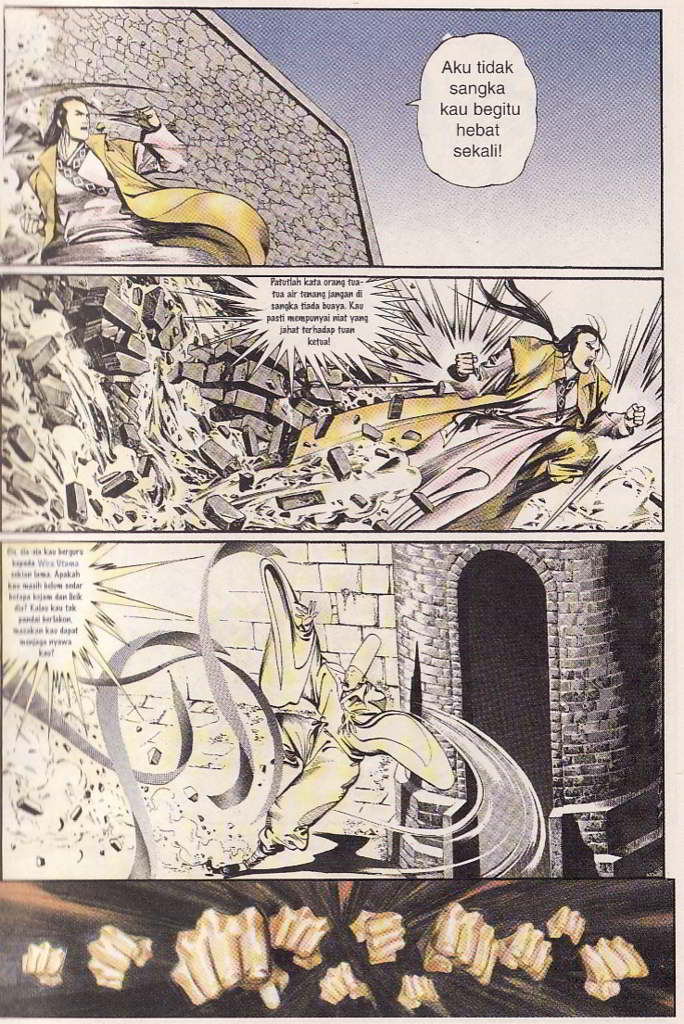 Aku tidak
sangka
kau begitu
hebat
sekali!
Patutlah kata orang tua-
tua air tenang jangan di
sangka tiada buaya. Kau
pasti mempunyai niat yang
jahat terhadap tuan
ketua!
sia-sia kau berguru
kepada Wira Utama
sekian lama. Apakah
kau masih belum sedar
betapa kejam dan licik
dia? Kalau kau tak
pandai berlakon,
masakan kau dapat
menjaga nyawa
kau?